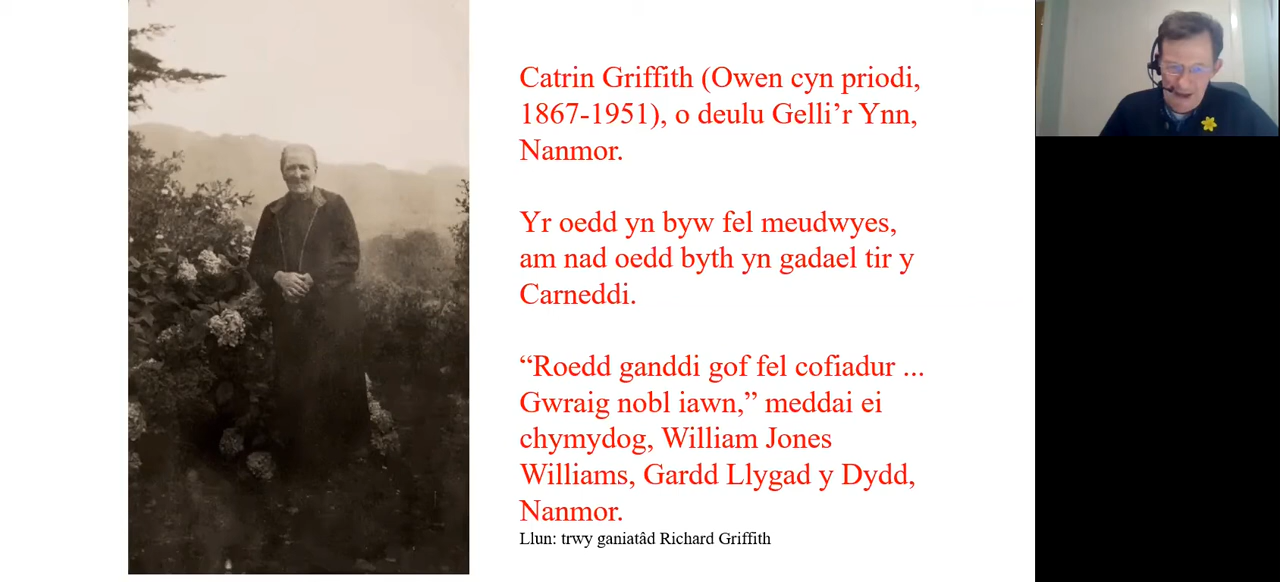 Catrin Griffith (Owen cyn priodi,
1867-1951), o deulu Gelli’r Ynn,
Nanmor.
Yr oedd yn byw fel meudwyes,
am nad oedd byth yn gadael tir y
Carneddi.
“Roedd ganddi gof fel cofiadur ...
Gwraig nobl iawn,” meddai ei
chymydog, William Jones
Williams, Gardd Llygad y Dydd,
Nanmor.
Llun: trwy ganiatâd Richard Griffith